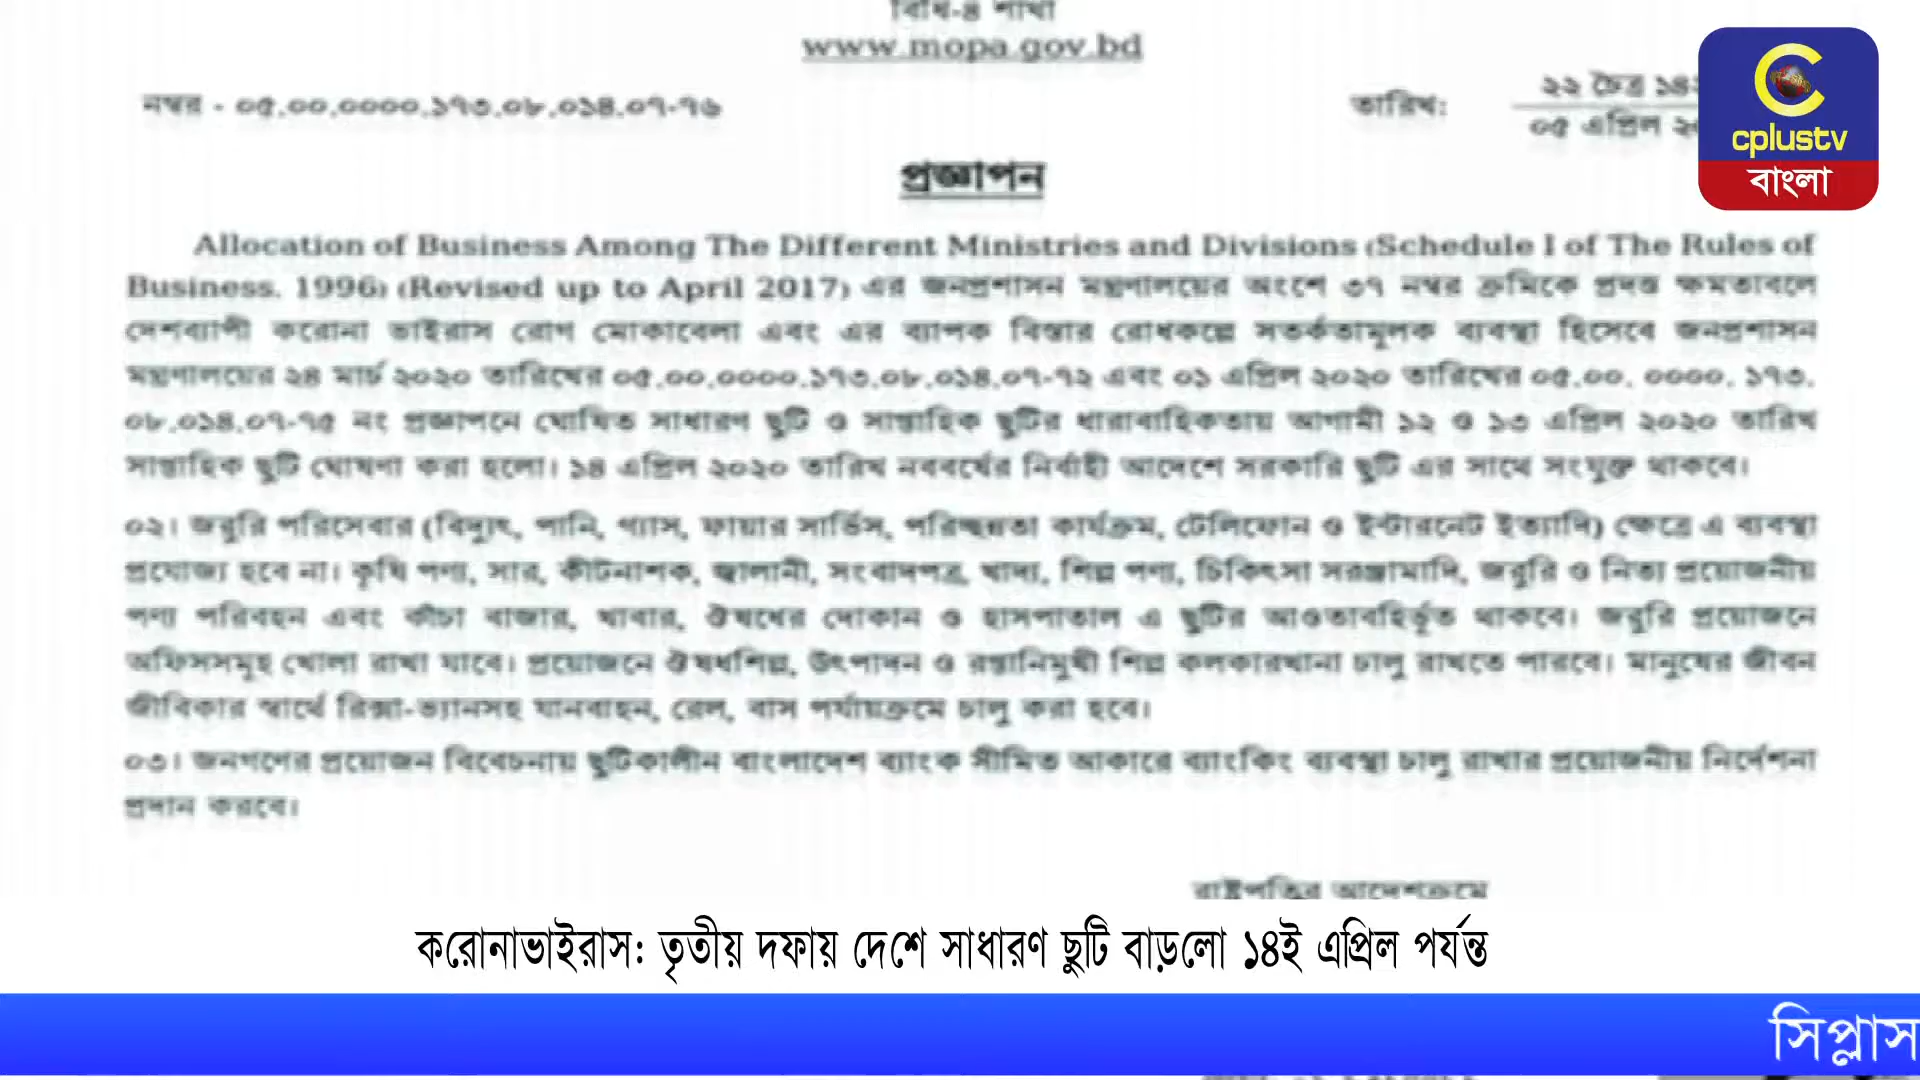 বিধি-৪ শাখা
www.mopa.gov.bd
নম্বর - ০৫.০০.০০০০.১৭৩.০৮.০১৪.০৭-৭৬
তারিখ:
২২ চৈত্র ১৪২
০৫ এপ্রিল ২০
cplustv
বাংলা
প্রজ্ঞাপন
Allocation of Business Among The Different Ministries and Divisions (Schedule I of The Rules of
Business, 1996) (Revised up to April 2017) এর জনপ্রশাসন মন্ত্রণালয়ের অংশে ৩৭ নম্বর ক্রমিকে প্রদত্ত ক্ষমতাবলে
দেশব্যাপী করোনা ভাইরাস রোগ মোকাবেলা এবং এর ব্যাপক বিস্তার রোধকল্পে সতর্কতামূলক ব্যবস্থা হিসেবে জনপ্রশাসন
মন্ত্রণালয়ের ২৪ মার্চ ২০২০ তারিখের ০৫.০০.০০০০.১৭৩.০৮.০১৪.০৭-৭২ এবং ০১ এপ্রিল ২০২০ তারিখের ০৫.০০. ০০০০. ১৭৩.
০৮.০১৪.০৭-৭৫ নং প্রজ্ঞাপনে ঘোষিত সাধারণ ছুটি ও সাপ্তাহিক ছুটির ধারাবাহিকতায় আগামী ১২ ও ১৩ এপ্রিল ২০২০ তারিখ
সাপ্তাহিক ছুটি ঘোষণা করা হলো। ১৪ এপ্রিল ২০২০ তারিখ নববর্ষের নির্বাহী আদেশে সরকারি ছুটি এর সাথে সংযুক্ত থাকবে।
০২। জরুরি পরিসেবার (বিদ্যুৎ, পানি, গ্যাস, ফায়ার সার্ভিস, পরিচ্ছন্নতা কার্যক্রম, টেলিফোন ও ইন্টারনেট ইত্যাদি) ক্ষেত্রে এ ব্যবস্থা
প্রযোজ্য হবে না। কৃষি পণ্য, সার, কীটনাশক, জ্বালানী, সংবাদপত্র, খাদ্য, শিল্প পণ্য, চিকিৎসা সরঞ্জামাদি, জরুরি ও নিত্য প্রয়োজনীয়
পণ্য পরিবহন এবং কাঁচা বাজার, খাবার, ঔষধের দোকান ও হাসপাতাল এ ছুটির আওতাবহির্ভূত থাকবে। জরুরি প্রয়োজনে
অফিসসমূহ খোলা রাখা যাবে। প্রয়োজনে ঔষধশিল্প, উৎপাদন ও রপ্তানিমুখী শিল্প কলকারখানা চালু রাখতে পারবে। মানুষের জীবন
জীবিকার স্বার্থে রিক্সা-ভ্যানসহ যানবাহন, রেল, বাস পর্যায়ক্রমে চালু করা হবে।
০৩। জনগণের প্রয়োজন বিবেচনায় ছুটিকালীন বাংলাদেশ ব্যাংক সীমিত আকারে ব্যাংকিং ব্যবস্থা চালু রাখার প্রয়োজনীয় নির্দেশনা
প্রদান করবে।
রাষ্ট্রপতির আদেশক্রমে
করোনাভাইরাস: তৃতীয় দফায় দেশে সাধারণ ছুটি বাড়লো ১৪ই এপ্রিল পর্যন্ত
সিপ্লাস